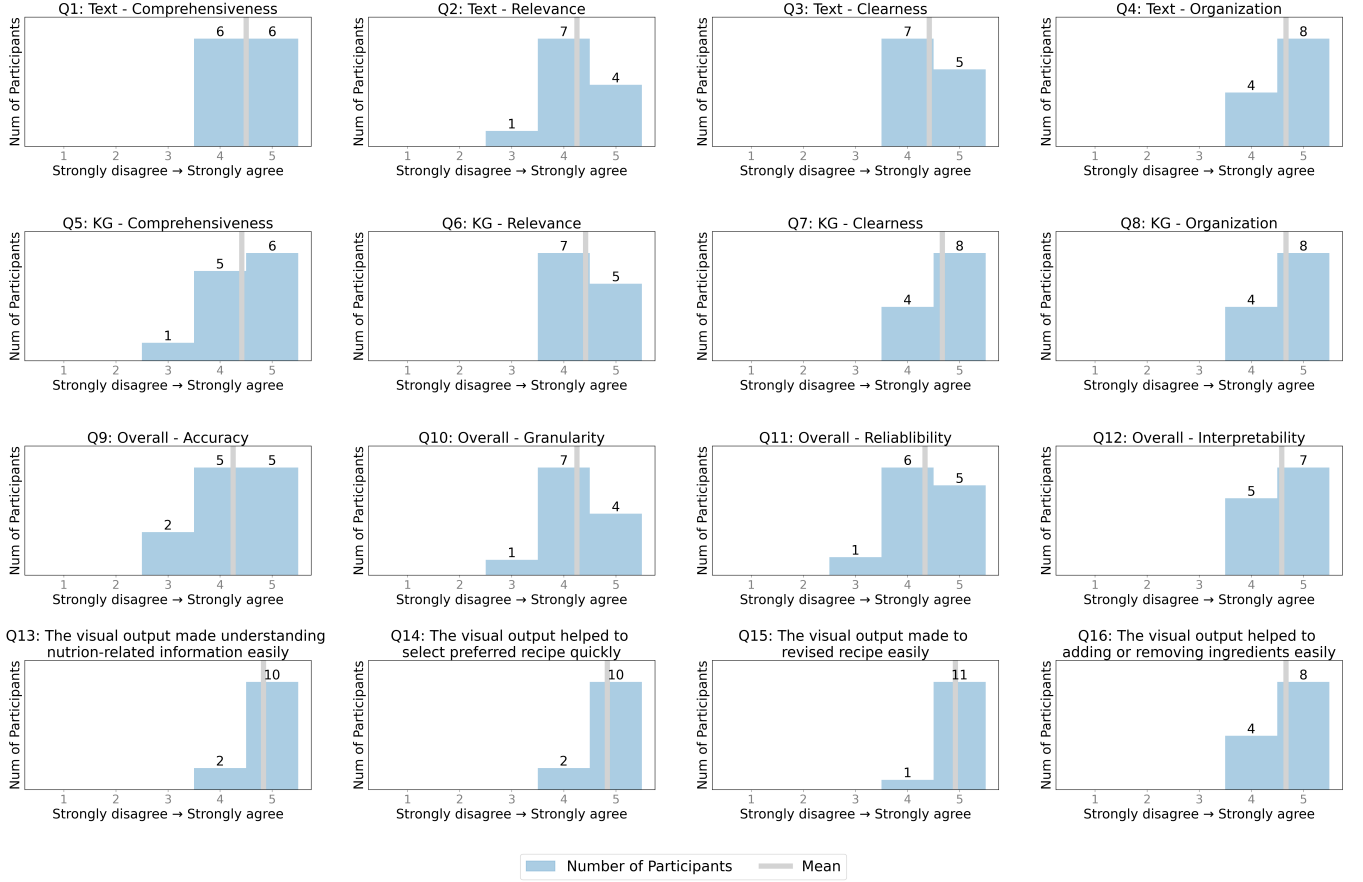 Q1: Text - Comprehensiveness
Num of Participants
6
6
1 2 3 4 5
Strongly disagree → Strongly agree
Q2: Text - Relevance
Num of Participants
1
7
4
1 2 3 4 5
Strongly disagree → Strongly agree
Q3: Text - Clearness
Num of Participants
7
5
1 2 3 4 5
Strongly disagree → Strongly agree
Q4: Text - Organization
Num of Participants
4
8
1 2 3 4 5
Strongly disagree → Strongly agree
Q5: KG - Comprehensiveness
Num of Participants
1
5
6
1 2 3 4 5
Strongly disagree → Strongly agree
Q6: KG - Relevance
Num of Participants
7
5
1 2 3 4 5
Strongly disagree → Strongly agree
Q7: KG - Clearness
Num of Participants
4
8
1 2 3 4 5
Strongly disagree → Strongly agree
Q8: KG - Organization
Num of Participants
4
8
1 2 3 4 5
Strongly disagree → Strongly agree
Q9: Overall - Accuracy
Num of Participants
2
5
5
1 2 3 4 5
Strongly disagree → Strongly agree
Q10: Overall - Granularity
Num of Participants
1
7
4
1 2 3 4 5
Strongly disagree → Strongly agree
Q11: Overall - Reliablibility
Num of Participants
1
6
5
1 2 3 4 5
Strongly disagree → Strongly agree
Q12: Overall - Interpretability
Num of Participants
5
7
1 2 3 4 5
Strongly disagree → Strongly agree
Q13: The visual output made understanding
nutrion-related information easily
Num of Participants
2
10
1 2 3 4 5
Strongly disagree → Strongly agree
Q14: The visual output helped to
select preferred recipe quickly
Num of Participants
2
10
1 2 3 4 5
Strongly disagree → Strongly agree
Q15: The visual output made to
revised recipe easily
Num of Participants
1
11
1 2 3 4 5
Strongly disagree → Strongly agree
Q16: The visual output helped to
adding or removing ingredients easily
Num of Participants
4
8
1 2 3 4 5
Strongly disagree → Strongly agree
Number of Participants
Mean